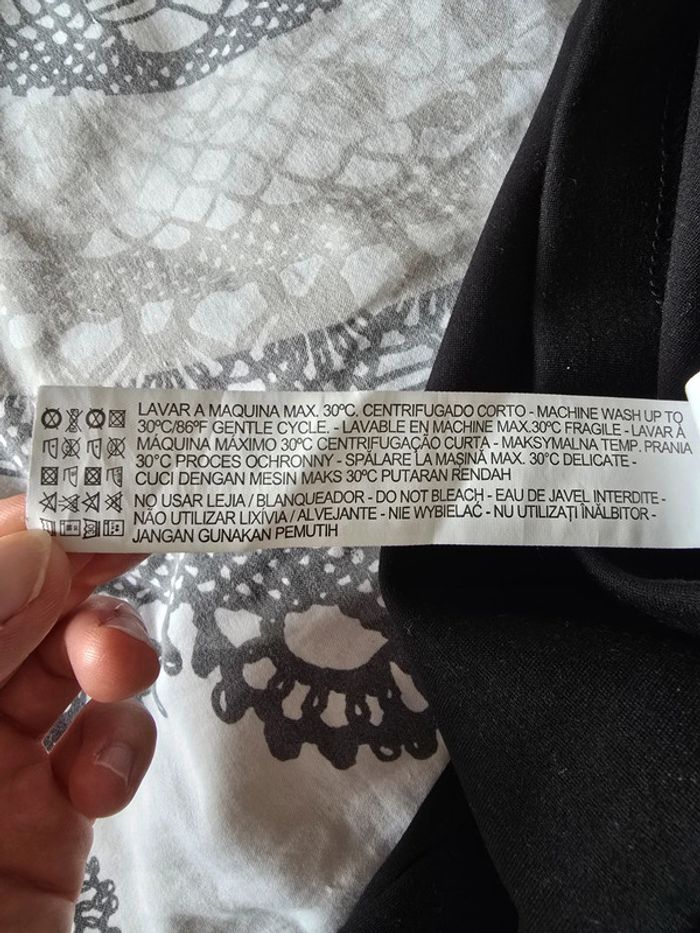 LAVAR A MAQUINA MAX. 30ºC. CENTRIFUGADO CORTO - MACHINE WASH UP TO
30ºC/86ºF GENTLE CYCLE. - LAVABLE EN MACHINE MAX.30ºC FRAGILE - LAVAR À
MÁQUINA MÁXIMO 30ºC CENTRIFUGAÇÃO CURTA - MAKSYMALNA TEMP. PRANIA
30°C PROCES OCHRONNY - SPĂLARE LA MAȘINĂ MAX. 30°C DELICATE -
CUCI DENGAN MESIN MAKS 30ºC PUTARAN RENDAH
NO USAR LEJIA / BLANQUEADOR - DO NOT BLEACH - EAU DE JAVEL INTERDITE -
NÃO UTILIZAR LIXÍVIA / ALVEJANTE - NIE WYBIELAĆ - NU UTILIZAȚI ÎNĂLBITOR -
JANGAN GUNAKAN PEMUTIH